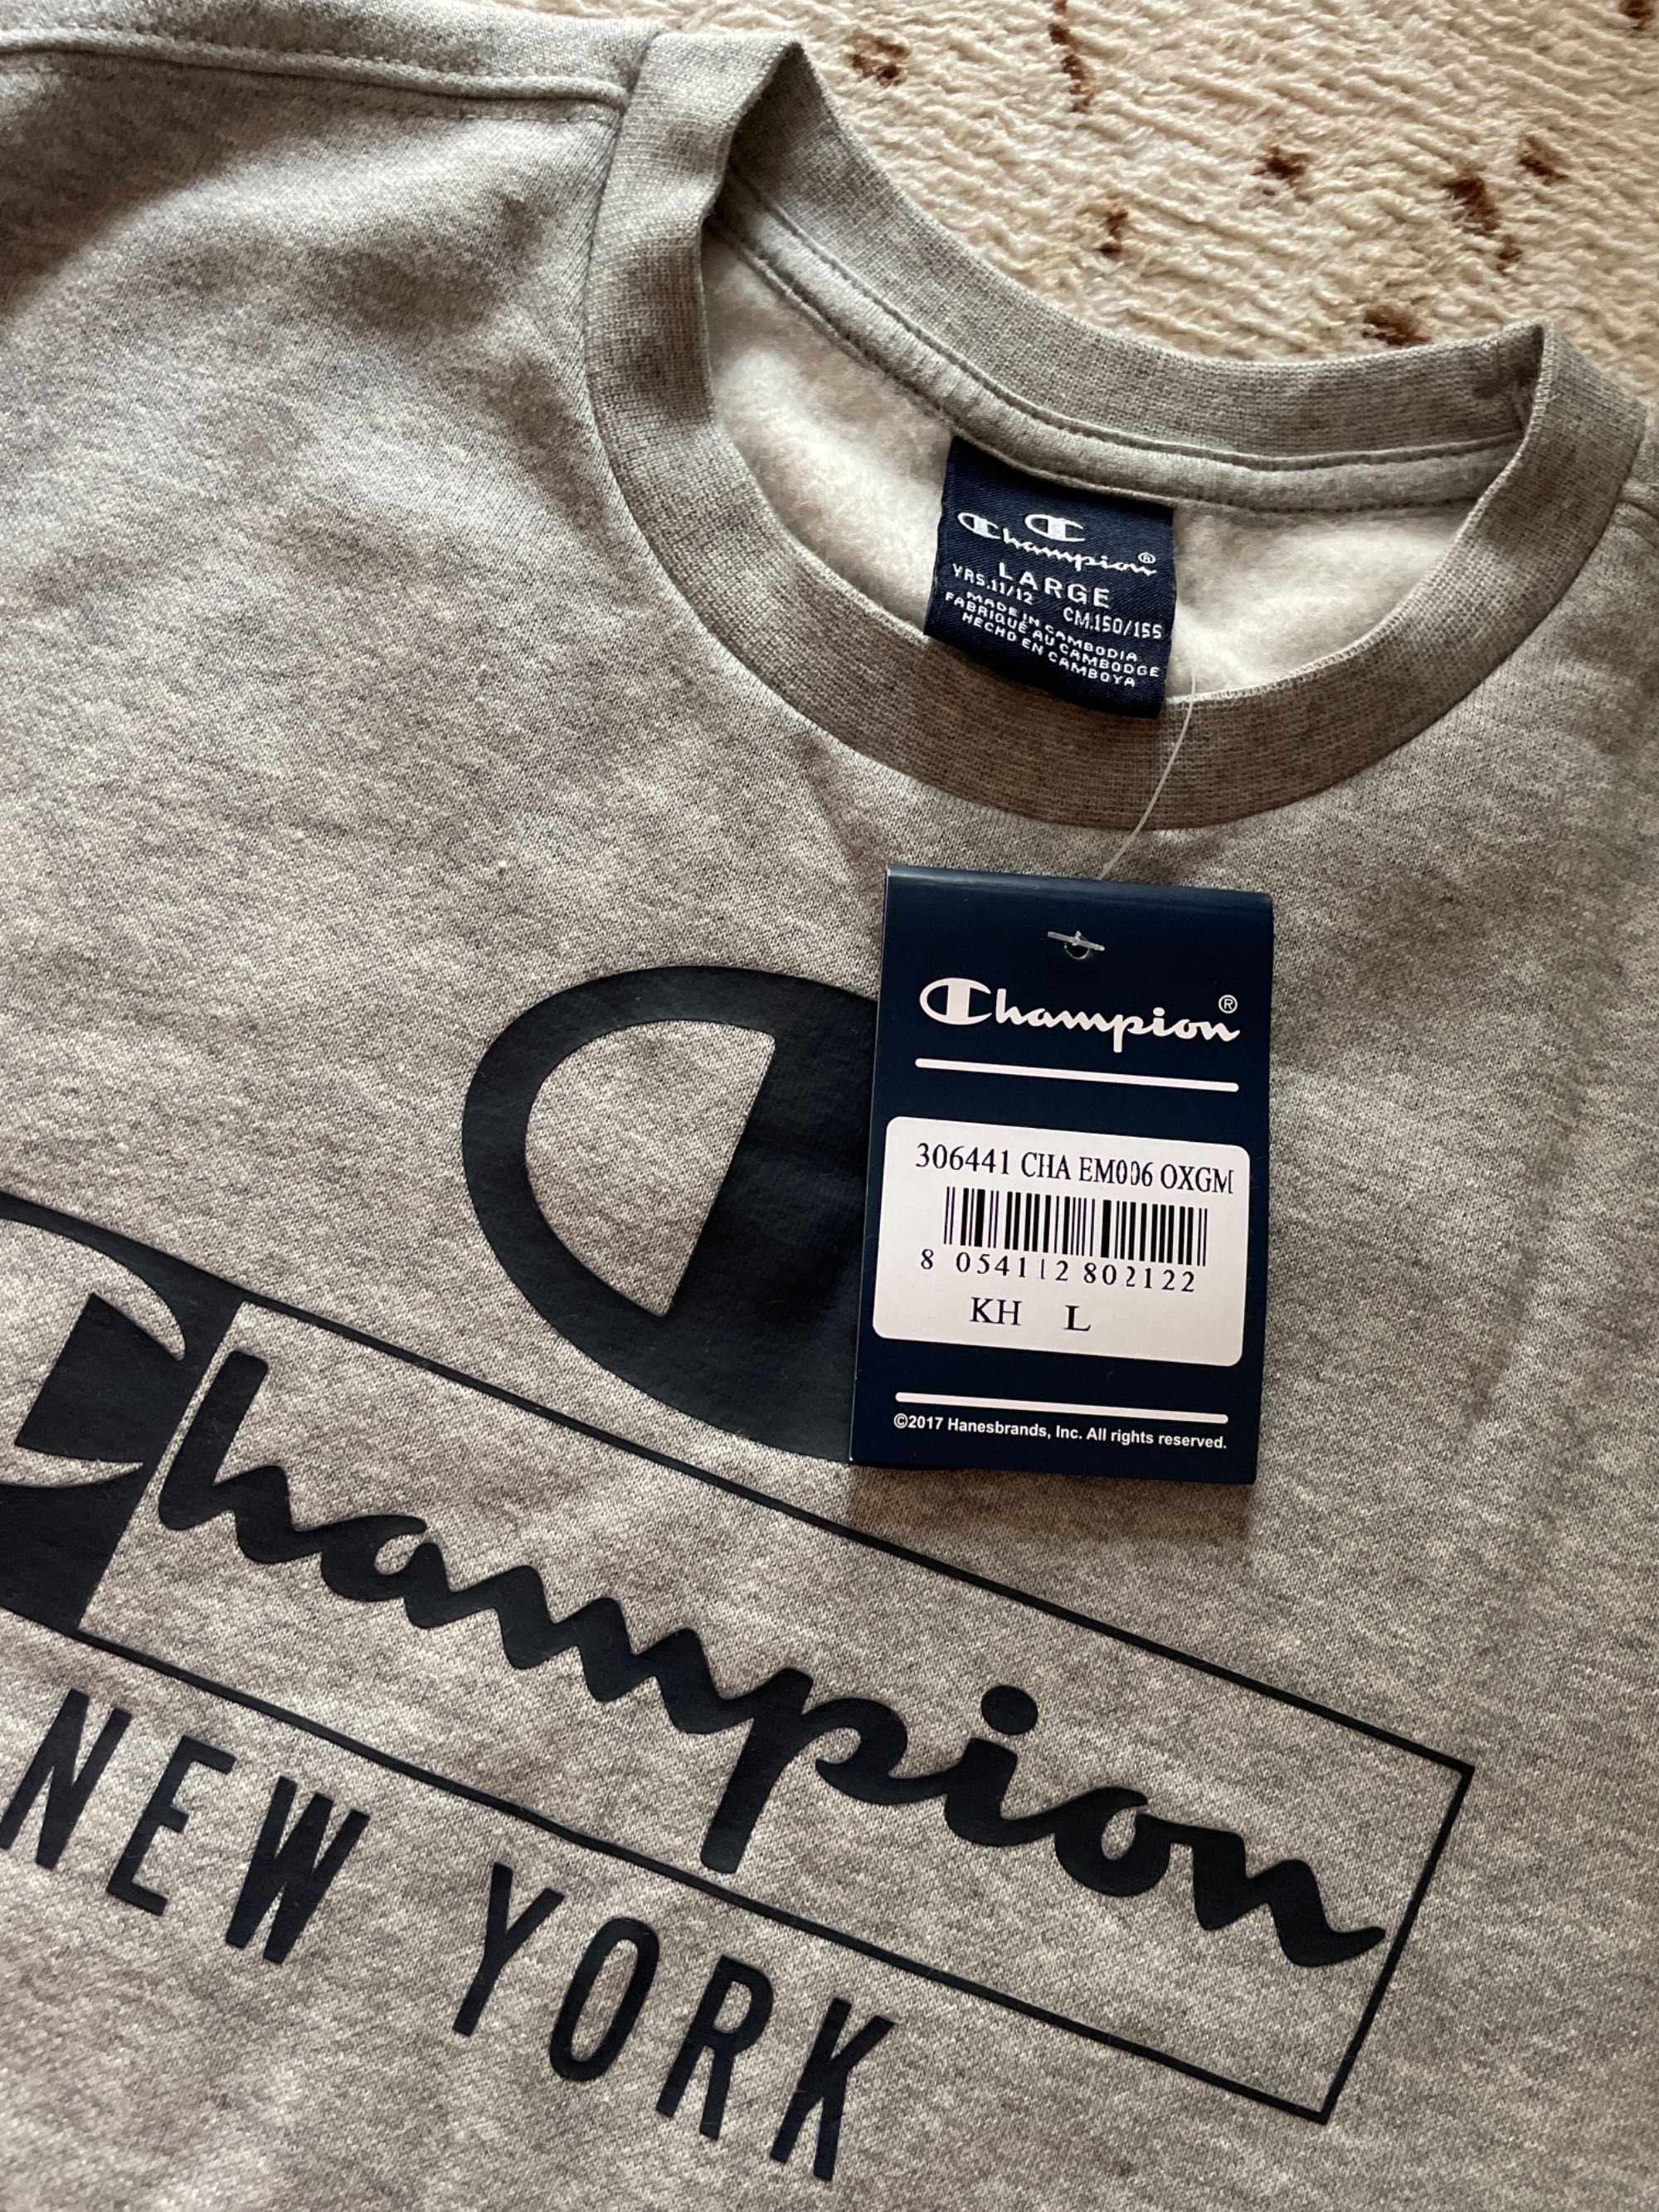 Champion®
LARGE
YRS.11/12 CM.150/155
MADE IN CAMBODIA
FABRIQUÉ AU CAMBODGE
HECHO EN CAMBOYA
Champion®
306441 CHA EM006 OXGM
8 054112 802122
KH L
©2017 Hanesbrands, Inc. All rights reserved.
Champion
NEW YORK